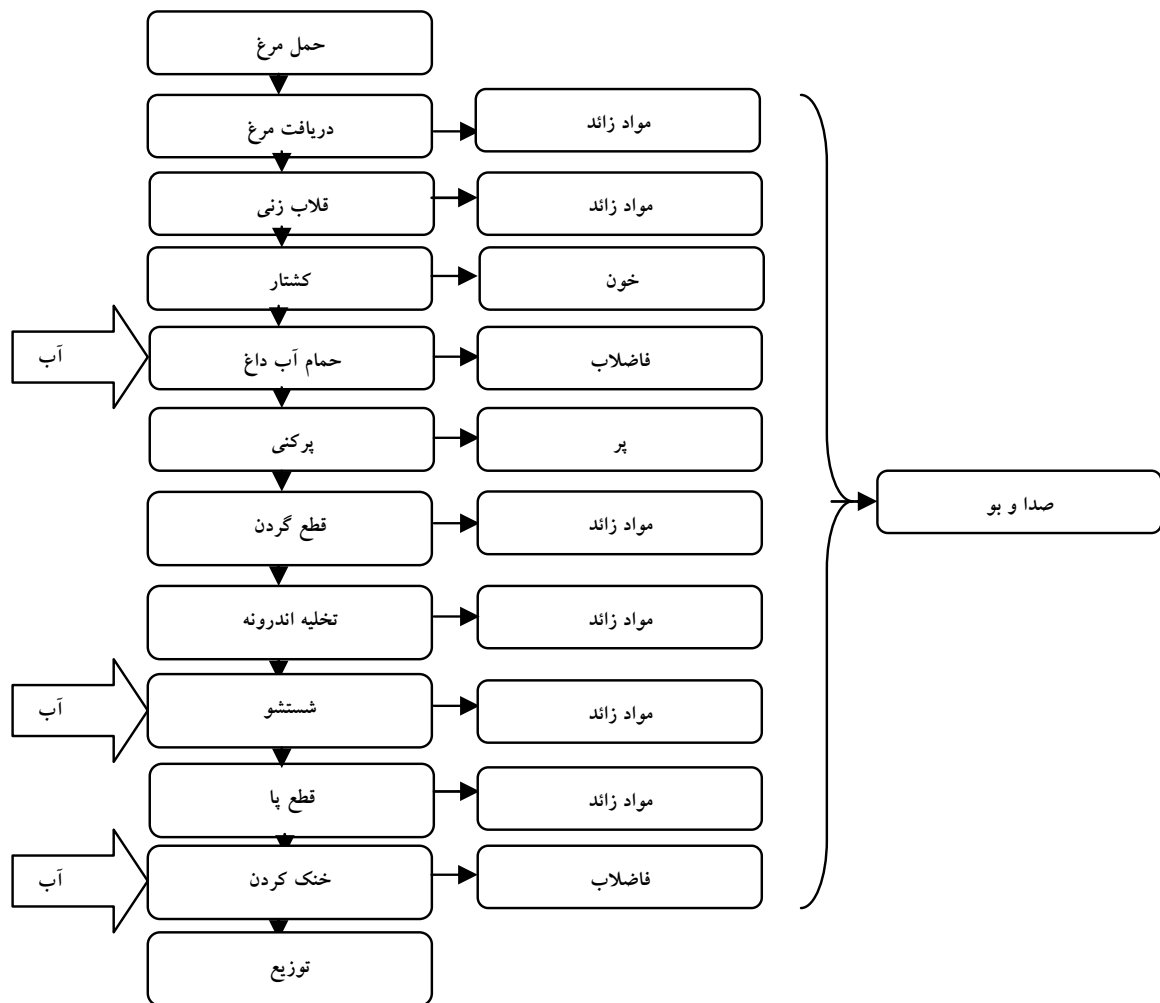 حمل مرغ
دریافت مرغ
مواد زائد
قلاب زنی
مواد زائد
کشتار
خون
آب
حمام آب داغ
فاضلاب
پرکنی
پر
صدا و بو
قطع گردن
مواد زائد
تخلیه اندرونه
مواد زائد
آب
شستشو
مواد زائد
قطع پا
مواد زائد
آب
خنک کردن
فاضلاب
توزیع